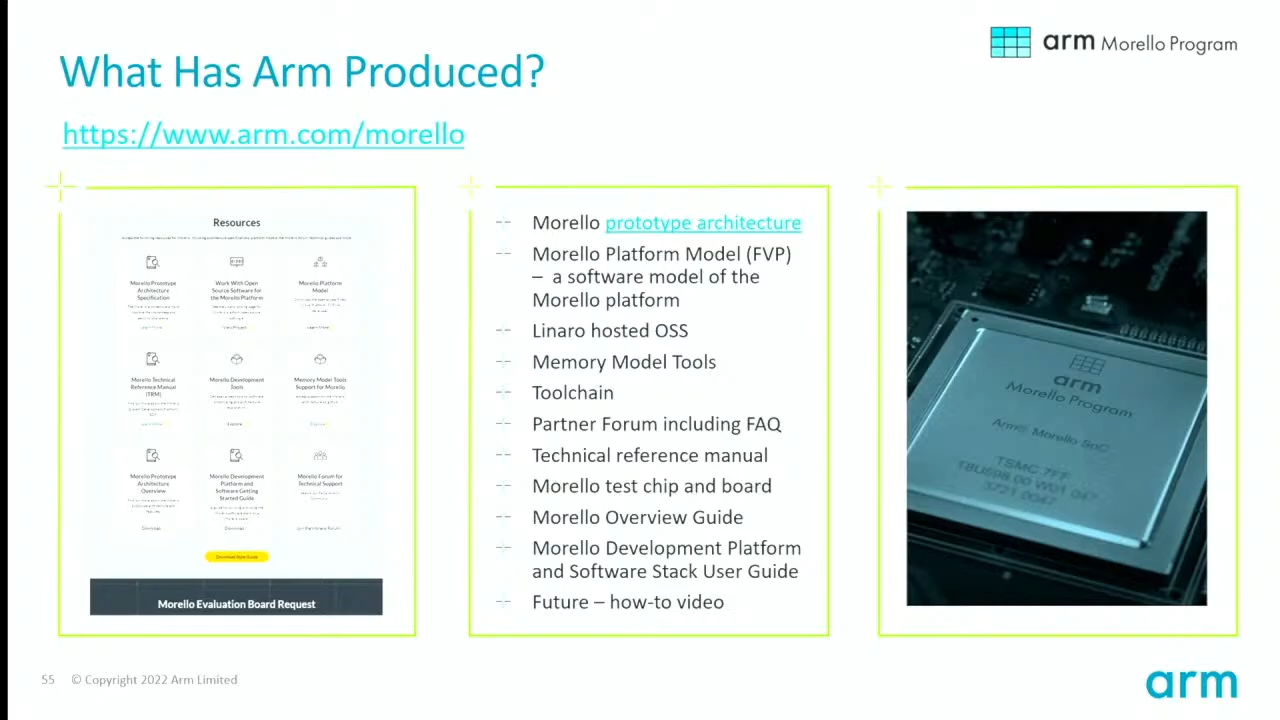 What Has Arm Produced?
arm Morello Program
https://www.arm.com/morello
Resources
Morello Prototype
Architecture
Specification
Work With Open
Source Software for
the Morello Platform
Morello Platform
Model
Morello Technical
Reference Manual
(TRM)
Morello Development
Tools
Memory Model Tools
Support for Morello
Explore
Morello Prototype
Architecture
Overview
Morello Development
Platform and
Software Getting
Started Guide
Morello Forum for
Technical Support
Download
Download
Morello Evaluation Board Request
-- Morello prototype architecture
-- Morello Platform Model (FVP)
– a software model of the
Morello platform
-- Linaro hosted OSS
-- Memory Model Tools
-- Toolchain
-- Partner Forum including FAQ
-- Technical reference manual
-- Morello test chip and board
-- Morello Overview Guide
-- Morello Development Platform
and Software Stack User Guide
-- Future – how-to video
arm
Morello Program
Arm® Morello SoC
TSMC 7FF
55 © Copyright 2022 Arm Limited
arm